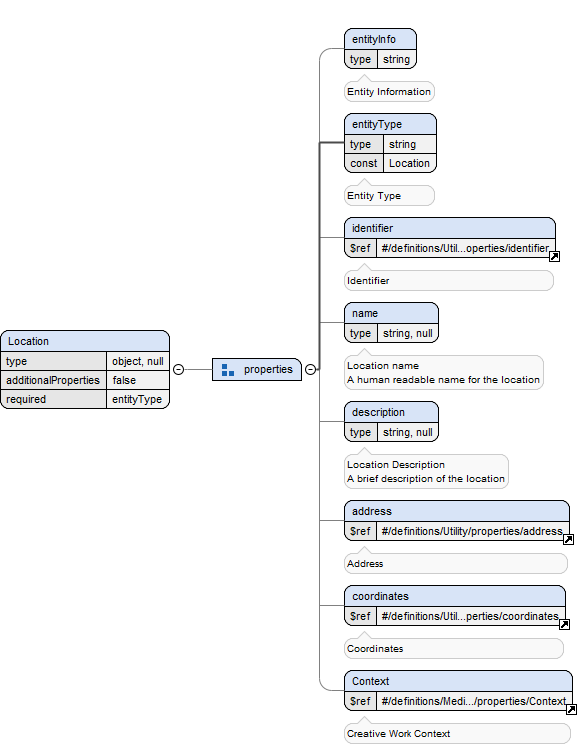 entityInfo
type string
Entity Information
entityType
type string
const Location
Entity Type
identifier
$ref #/definitions/Util...operties/identifier
Identifier
Location
type object, null
additionalProperties false
required entityType
properties
name
type string, null
Location name
A human readable name for the location
description
type string, null
Location Description
A brief description of the location
address
$ref #/definitions/Utility/properties/address
Address
coordinates
$ref #/definitions/Util...perties/coordinates
Coordinates
Context
$ref #/definitions/Medi.../properties/Context
Creative Work Context